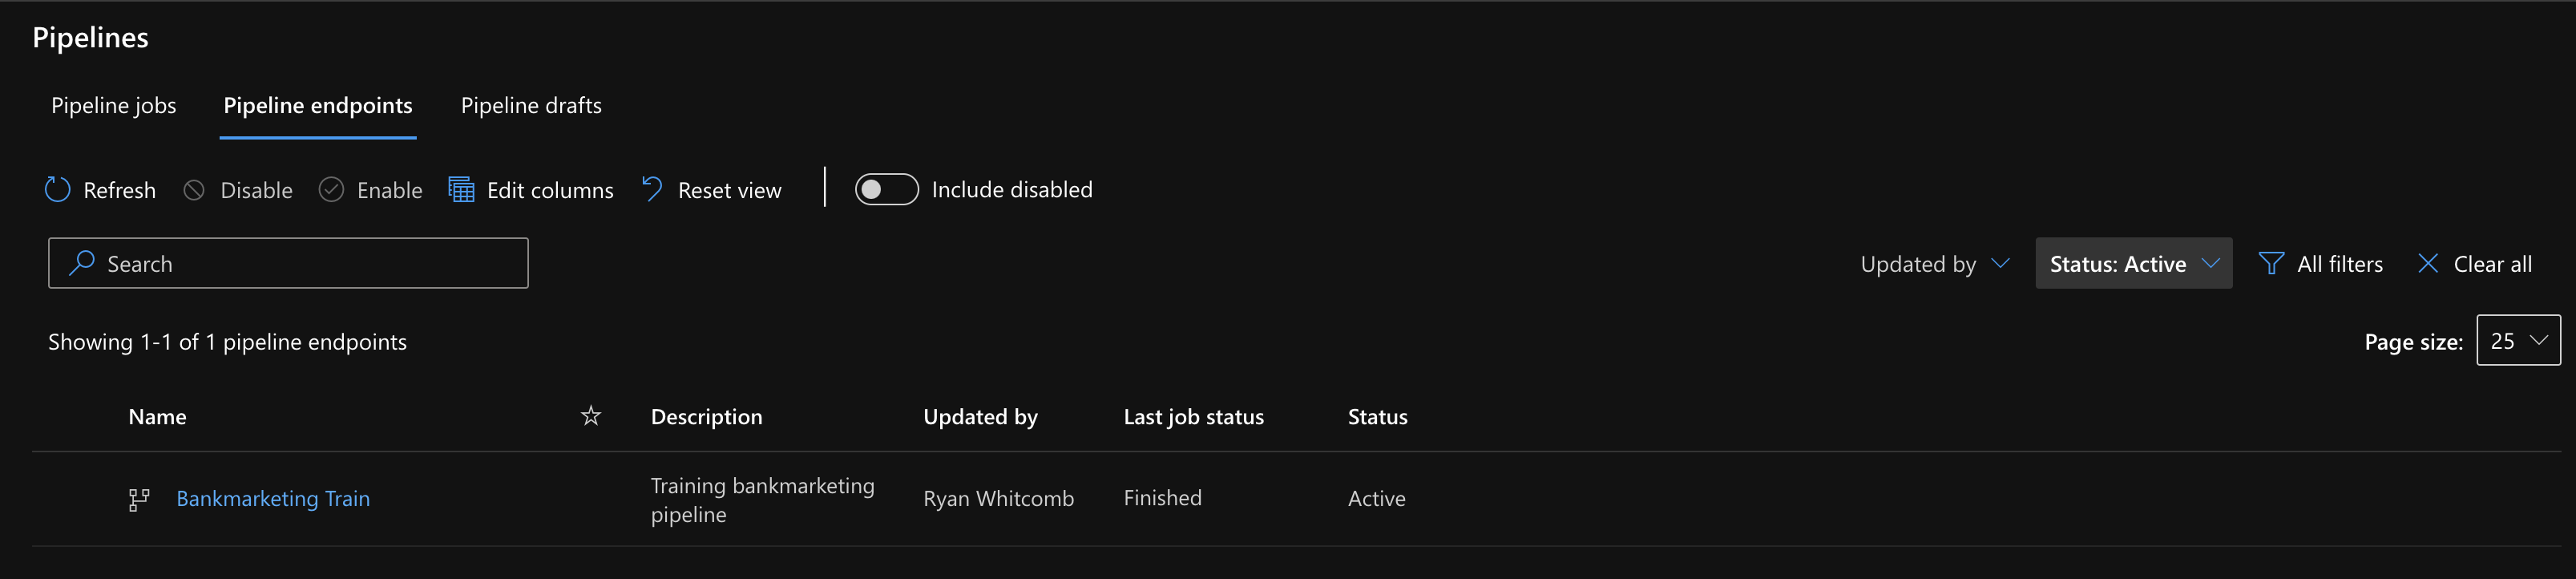 Pipelines
Pipeline jobs Pipeline endpoints Pipeline drafts
Refresh Disable Enable Edit columns Reset view Include disabled
Search Updated by Status: Active All filters Clear all
Showing 1-1 of 1 pipeline endpoints Page size: 25
Name Description Updated by Last job status Status
Bankmarketing Train Training bankmarketing Ryan Whitcomb Finished Active
pipeline